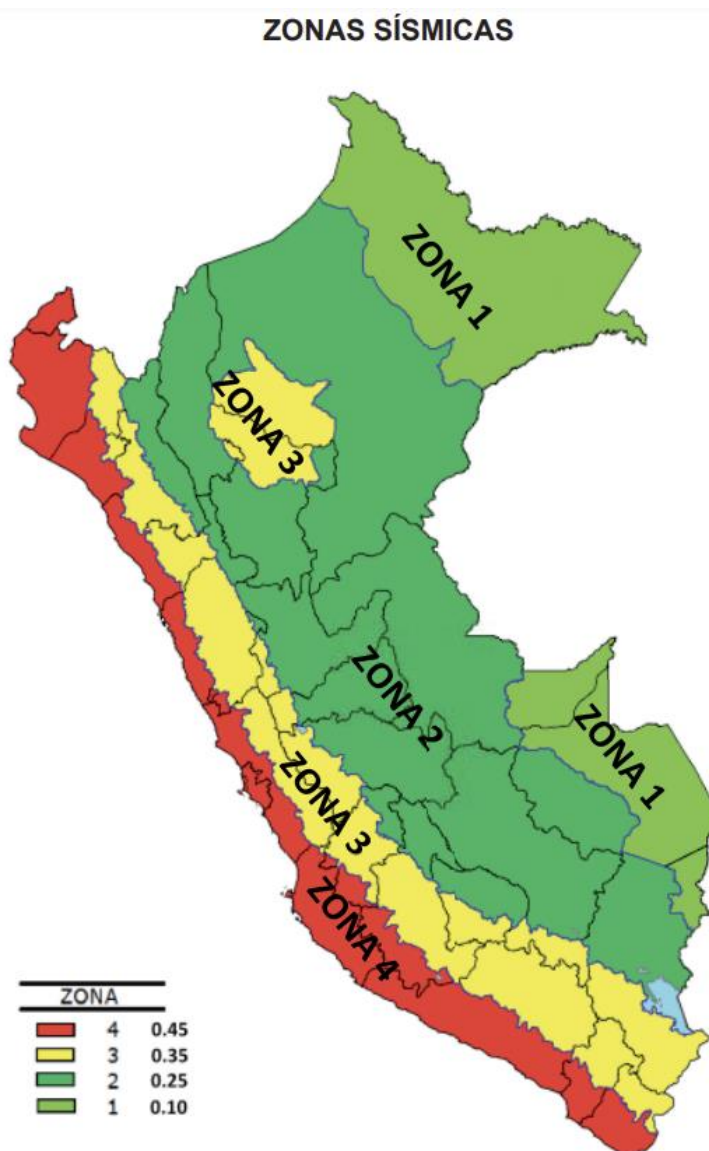 ZONAS SÍSMICAS
ZONA 1
ZONA 3
ZONA 2
ZONA 1
ZONA 3
ZONA 4
ZONA
4 0.45
3 0.35
2 0.25
1 0.10